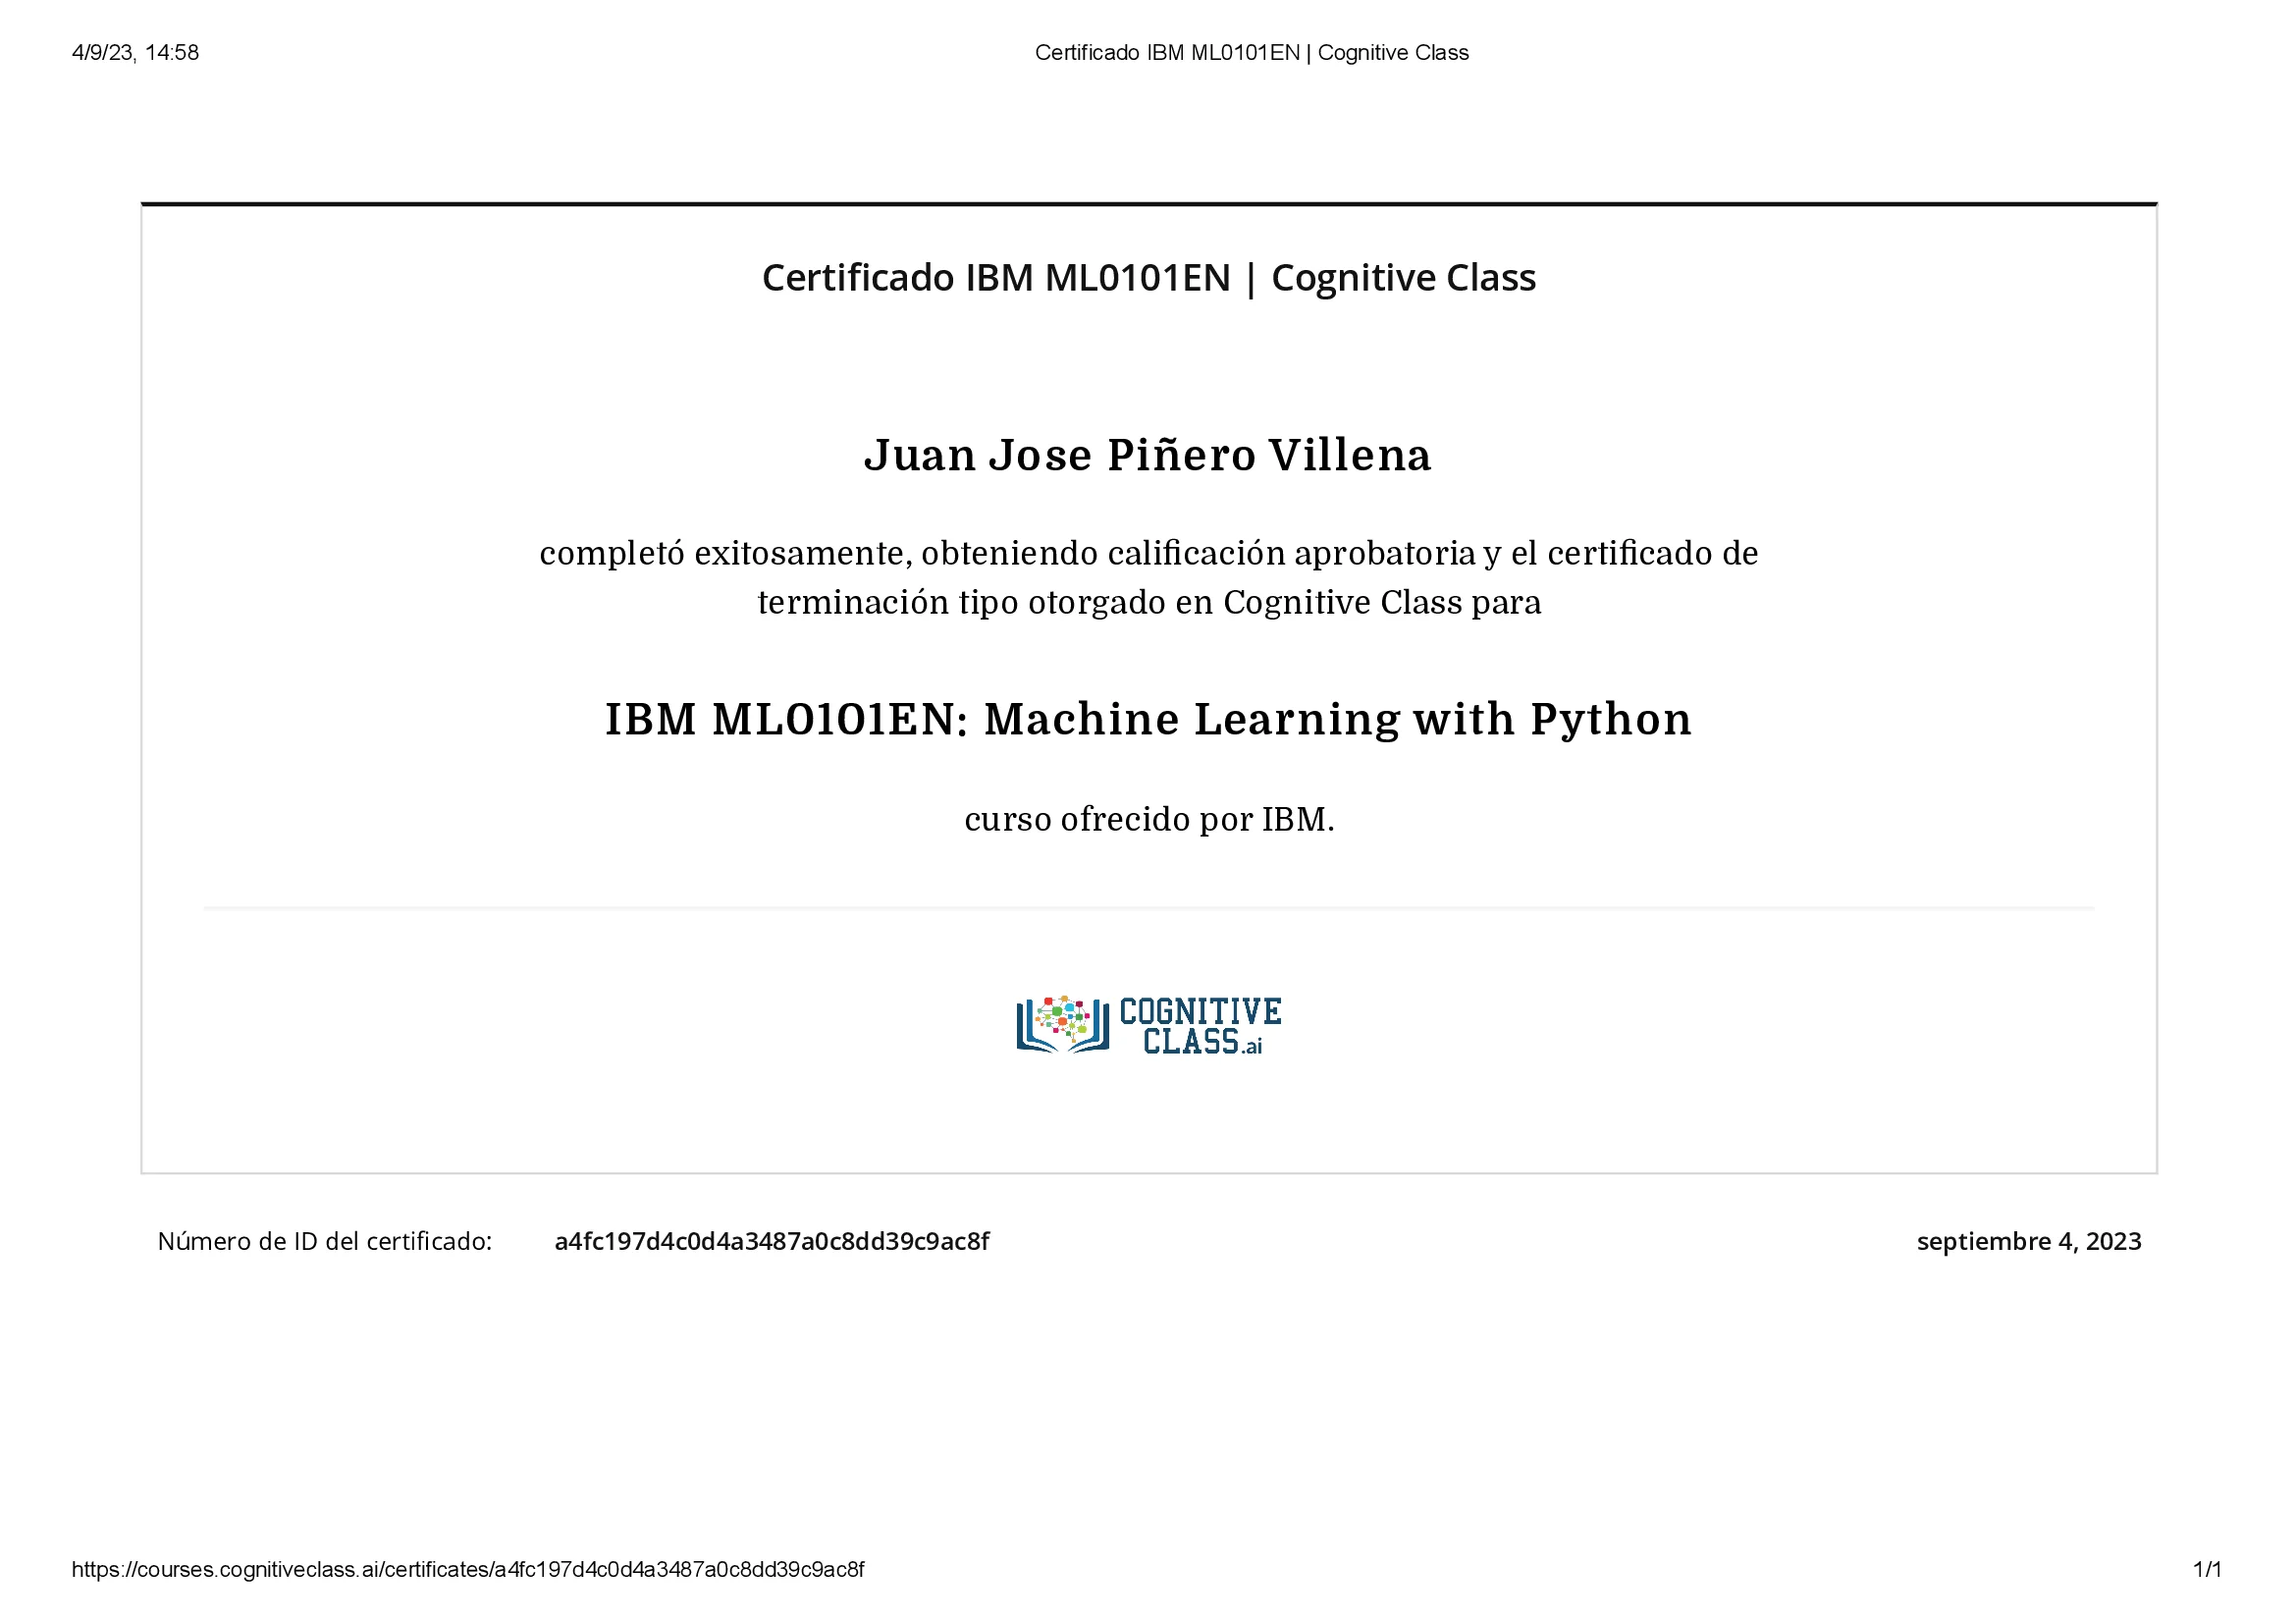 4/9/23, 14:58
Certificado IBM ML0101EN | Cognitive Class
Certificado IBM ML0101EN | Cognitive Class
Juan Jose Piñero Villena
completó exitosamente, obteniendo calificación aprobatoria y el certificado de
terminación tipo otorgado en Cognitive Class para
IBM ML0101EN: Machine Learning with Python
curso ofrecido por IBM.
COGNITIVE
CLASS.ai
Número de ID del certificado: a4fc197d4c0d4a3487a0c8dd39c9ac8f
septiembre 4, 2023
https://courses.cognitiveclass.ai/certificates/a4fc197d4c0d4a3487a0c8dd39c9ac8f
1/1